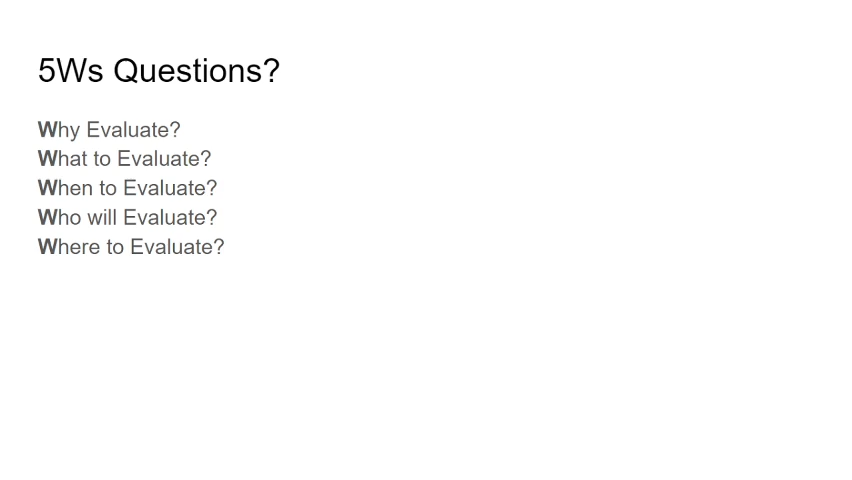 5Ws Questions?
Why Evaluate?
What to Evaluate?
When to Evaluate?
Who will Evaluate?
Where to Evaluate?